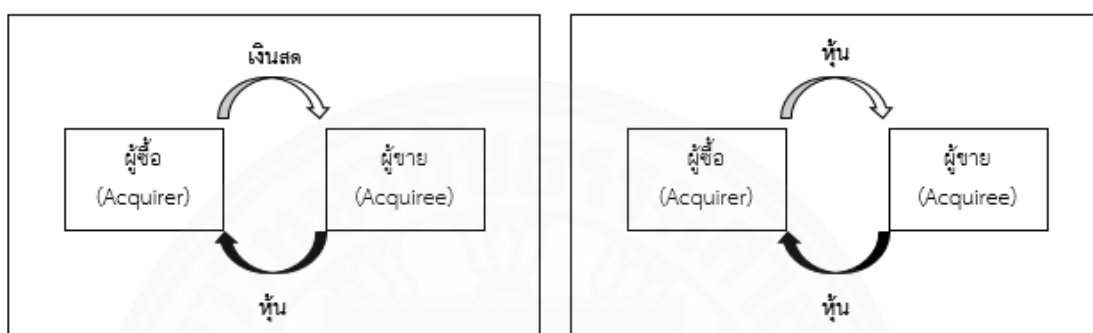 เงินสด
ผู้ซื้อ
(Acquirer)
ผู้ขาย
(Acquiree)
หุ้น
หุ้น
ผู้ซื้อ
(Acquirer)
ผู้ขาย
(Acquiree)
หุ้น